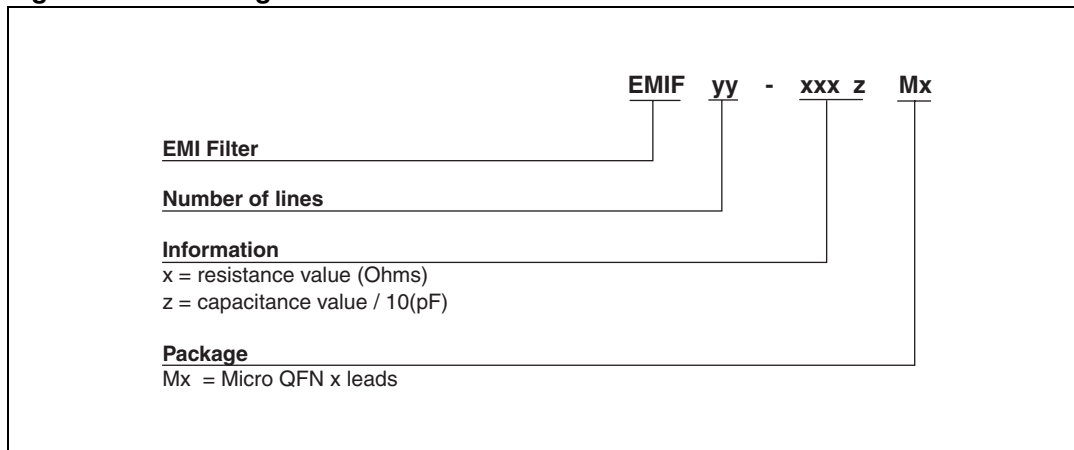 EMIF yy - xxx z Mx
EMI Filter
Number of lines
Information
x = resistance value (Ohms)
z = capacitance value / 10(pF)
Package
Mx = Micro QFN x leads